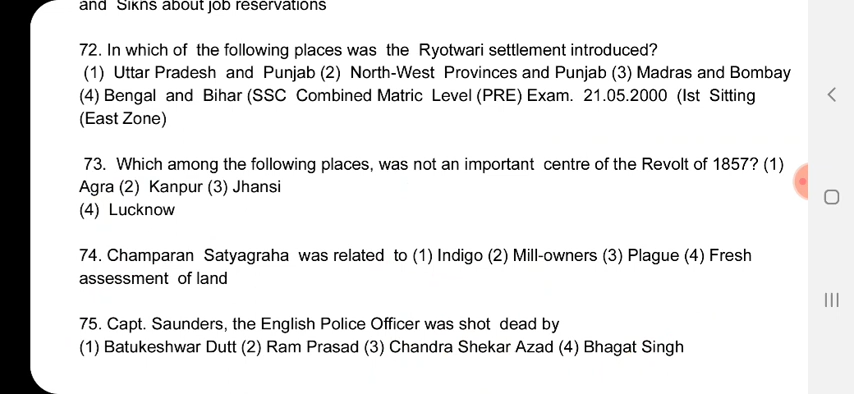 and Sikhs about job reservations
72. In which of the following places was the Ryotwari settlement introduced?
(1) Uttar Pradesh and Punjab (2) North-West Provinces and Punjab (3) Madras and Bombay
(4) Bengal and Bihar (SSC Combined Matric Level (PRE) Exam. 21.05.2000 (Ist Sitting
(East Zone)
73. Which among the following places, was not an important centre of the Revolt of 1857? (1)
Agra (2) Kanpur (3) Jhansi
(4) Lucknow
74. Champaran Satyagraha was related to (1) Indigo (2) Mill-owners (3) Plague (4) Fresh
assessment of land
75. Capt. Saunders, the English Police Officer was shot dead by
(1) Batukeshwar Dutt (2) Ram Prasad (3) Chandra Shekar Azad (4) Bhagat Singh